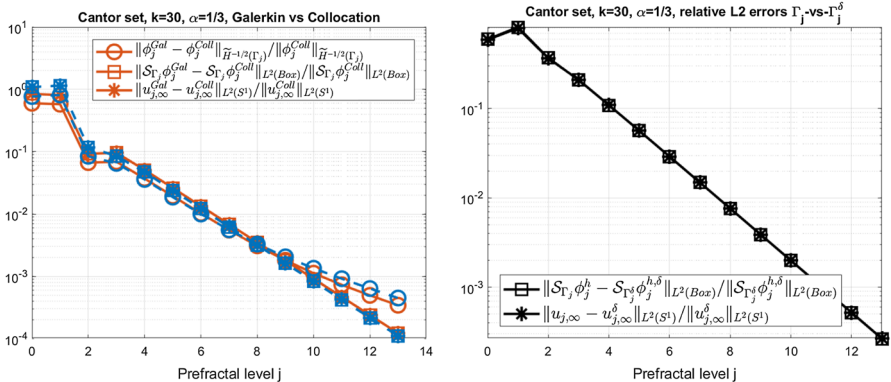 Cantor set, k=30, α=1/3, Galerkin vs Collocation
10^1
10^0
10^-1
10^-2
10^-3
10^-4
‖ϕ_j^{Gal} − ϕ_j^{Coll}‖_{H̃^{-1/2}(Γ_j)}/‖ϕ_j^{Coll}‖_{H̃^{-1/2}(Γ_j)}
‖𝒮_{Γ_j}ϕ_j^{Gal} − 𝒮_{Γ_j}ϕ_j^{Coll}‖_{L^2(Box)}/‖𝒮_{Γ_j}ϕ_j^{Coll}‖_{L^2(Box)}
‖u_{j,∞}^{Gal} − u_{j,∞}^{Coll}‖_{L^2(S^1)}/‖u_{j,∞}^{Coll}‖_{L^2(S^1)}
0 2 4 6 8 10 12 14
Prefractal level j
Cantor set, k=30, α=1/3, relative L2 errors Γ_j-vs-Γ_j^δ
10^-1
10^-2
10^-3
‖𝒮_{Γ_j}ϕ_j^h − 𝒮_{Γ_j^δ}ϕ_j^{h,δ}‖_{L^2(Box)}/‖𝒮_{Γ_j^δ}ϕ_j^{h,δ}‖_{L^2(Box)}
‖u_{j,∞} − u_{j,∞}^δ‖_{L^2(S^1)}/‖u_{j,∞}^δ‖_{L^2(S^1)}
0 2 4 6 8 10 12
Prefractal level j